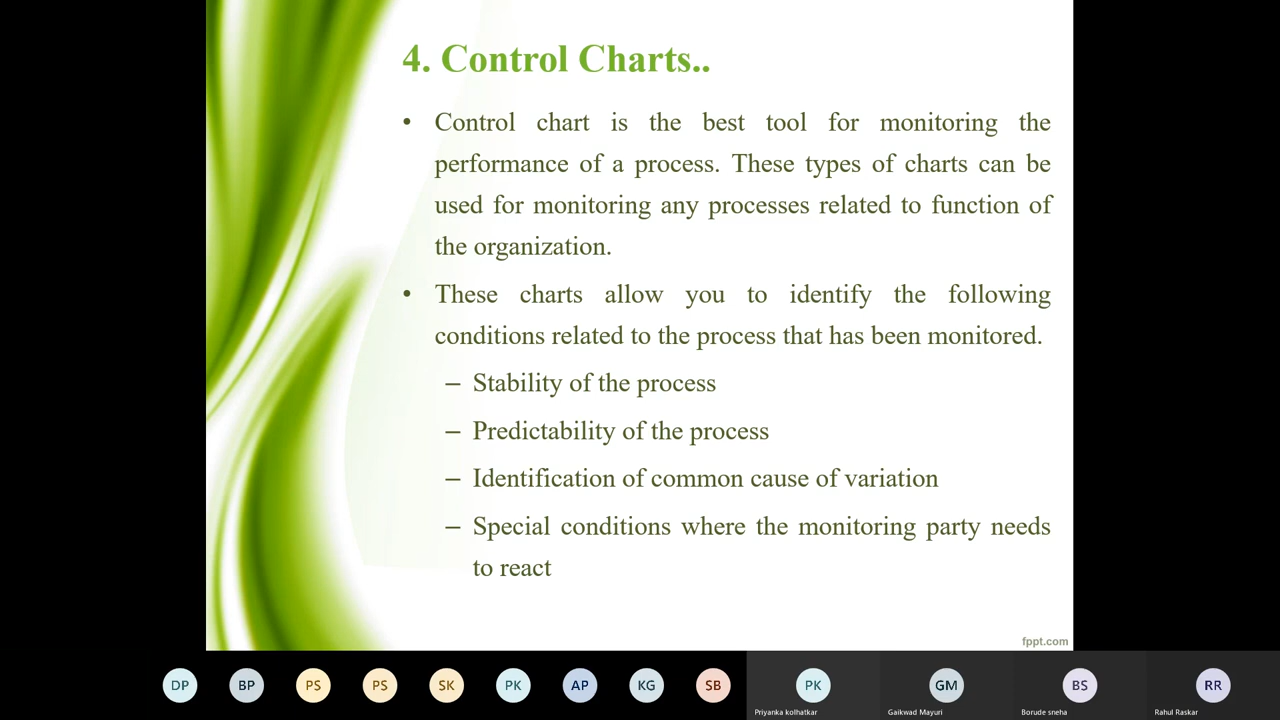 4. Control Charts..
• Control chart is the best tool for monitoring the
performance of a process. These types of charts can be
used for monitoring any processes related to function of
the organization.
• These charts allow you to identify the following
conditions related to the process that has been monitored.
– Stability of the process
– Predictability of the process
– Identification of common cause of variation
– Special conditions where the monitoring party needs
to react
fppt.com
DP BP PS PS SK PK AP KG SB PK GM BS RR
Priyanka kolhatkar Gaikwad Mayuri Borude sneha Rahul Raskar